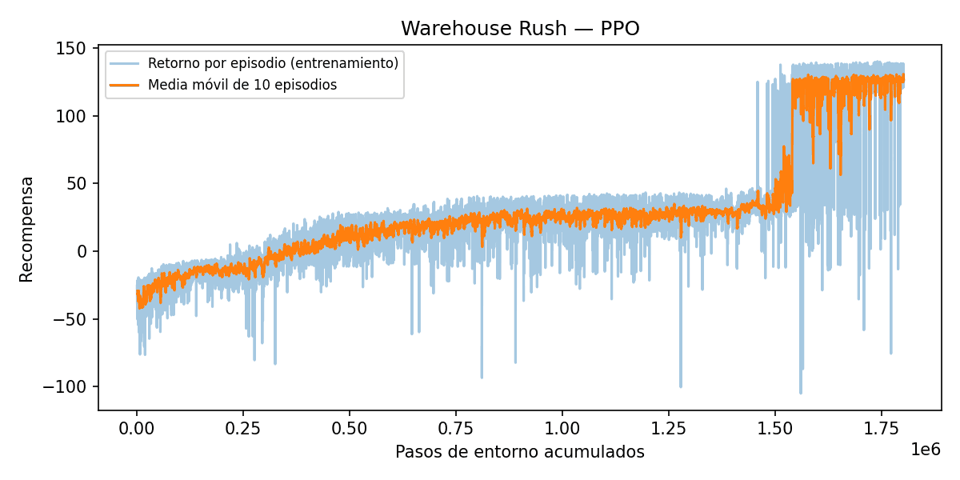 Warehouse Rush — PPO
Retorno por episodio (entrenamiento)
Media móvil de 10 episodios
Recompensa
150
100
50
0
−50
−100
0.00 0.25 0.50 0.75 1.00 1.25 1.50 1.75
1e6
Pasos de entorno acumulados